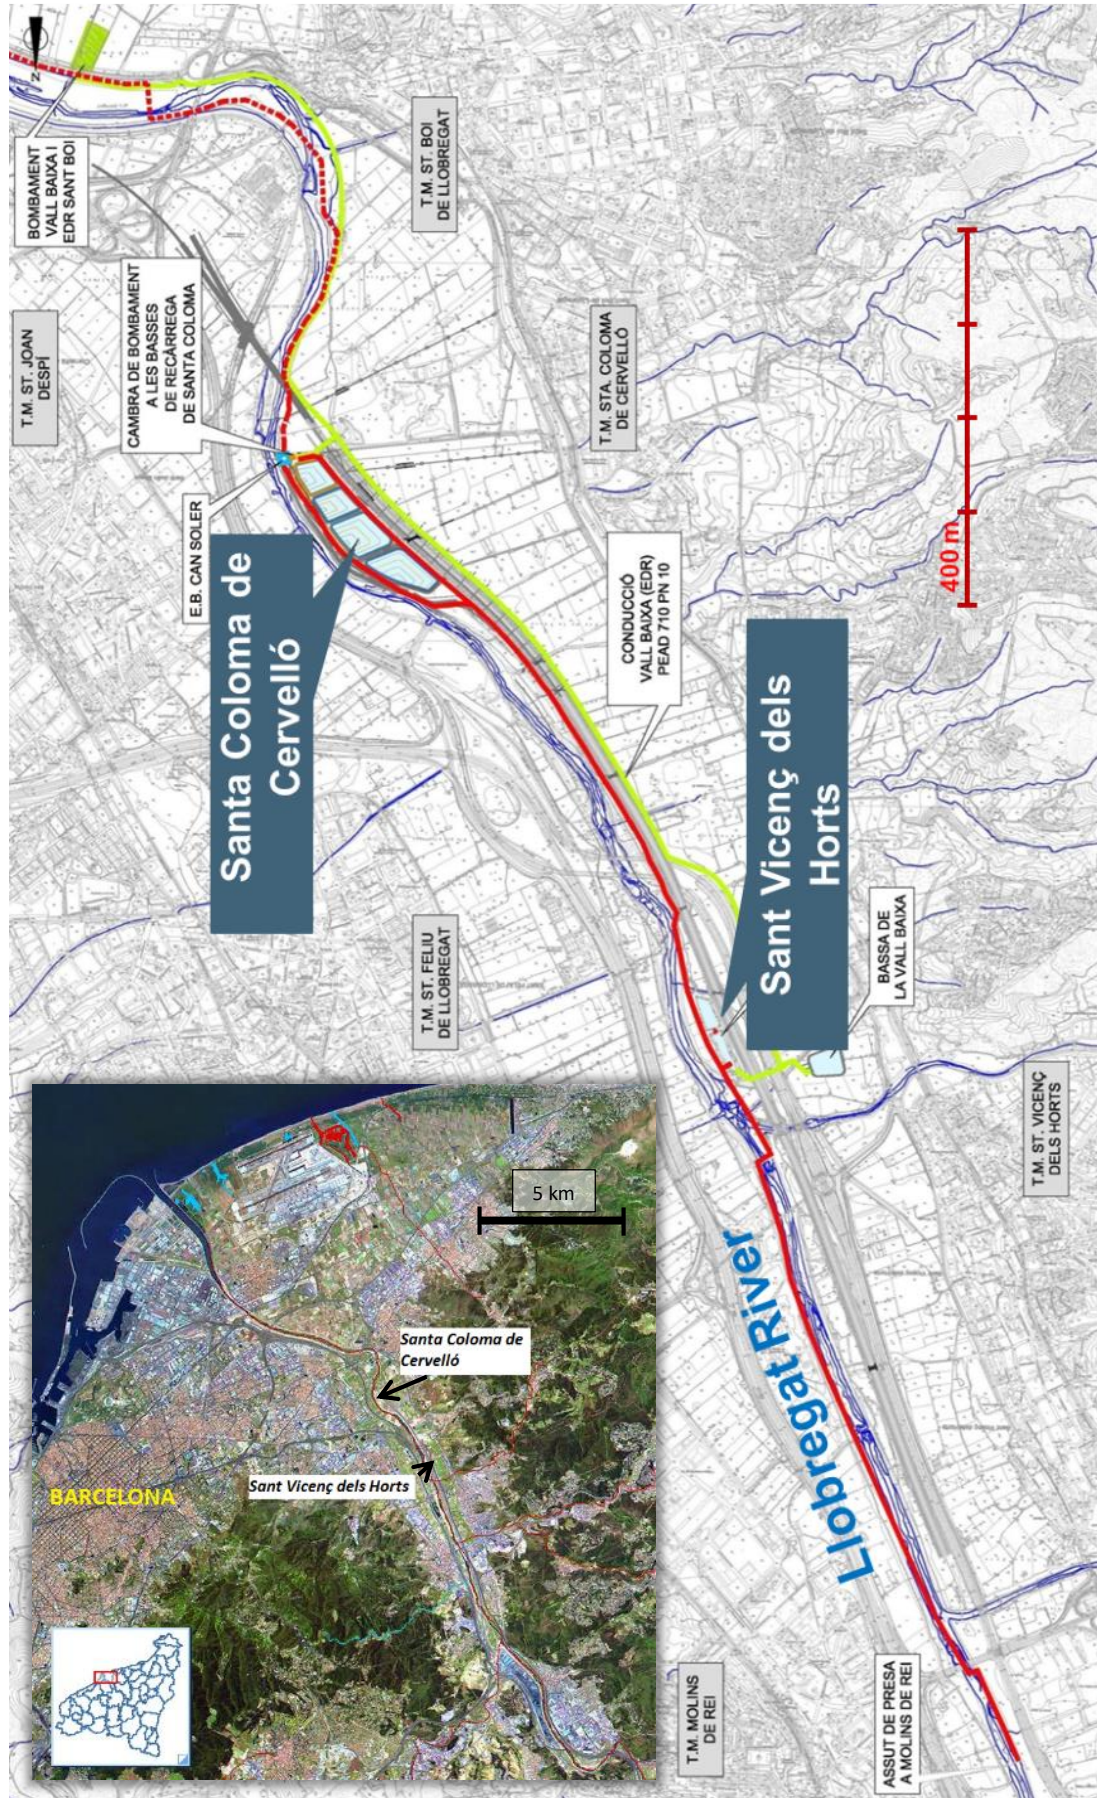 N
BOMBAMENT
VALL BAIXA I
EDR SANT BOI
T.M. ST. BOI
DE LLOBREGAT
T.M. ST. JOAN
DESPÍ
CAMBRA DE BOMBAMENT
A LES BASSES
DE RECÀRREGA
DE SANTA COLOMA
T.M. STA. COLOMA
DE CERVELLÓ
E.B. CAN SOLER
Santa Coloma de
Cervelló
400 m
CONDUCCIÓ
VALL BAIXA (EDR)
PEAD 710 PN 10
Sant Vicenç dels
Horts
T.M. ST. FELIU
DE LLOBREGAT
BASSA DE
LA VALL BAIXA
T.M. ST. VICENÇ
DELS HORTS
Llobregat River
5 km
Santa Coloma de
Cervelló
Sant Vicenç dels Horts
BARCELONA
T.M. MOLINS
DE REI
ASSUT DE PRESA
A MOLINS DE REI